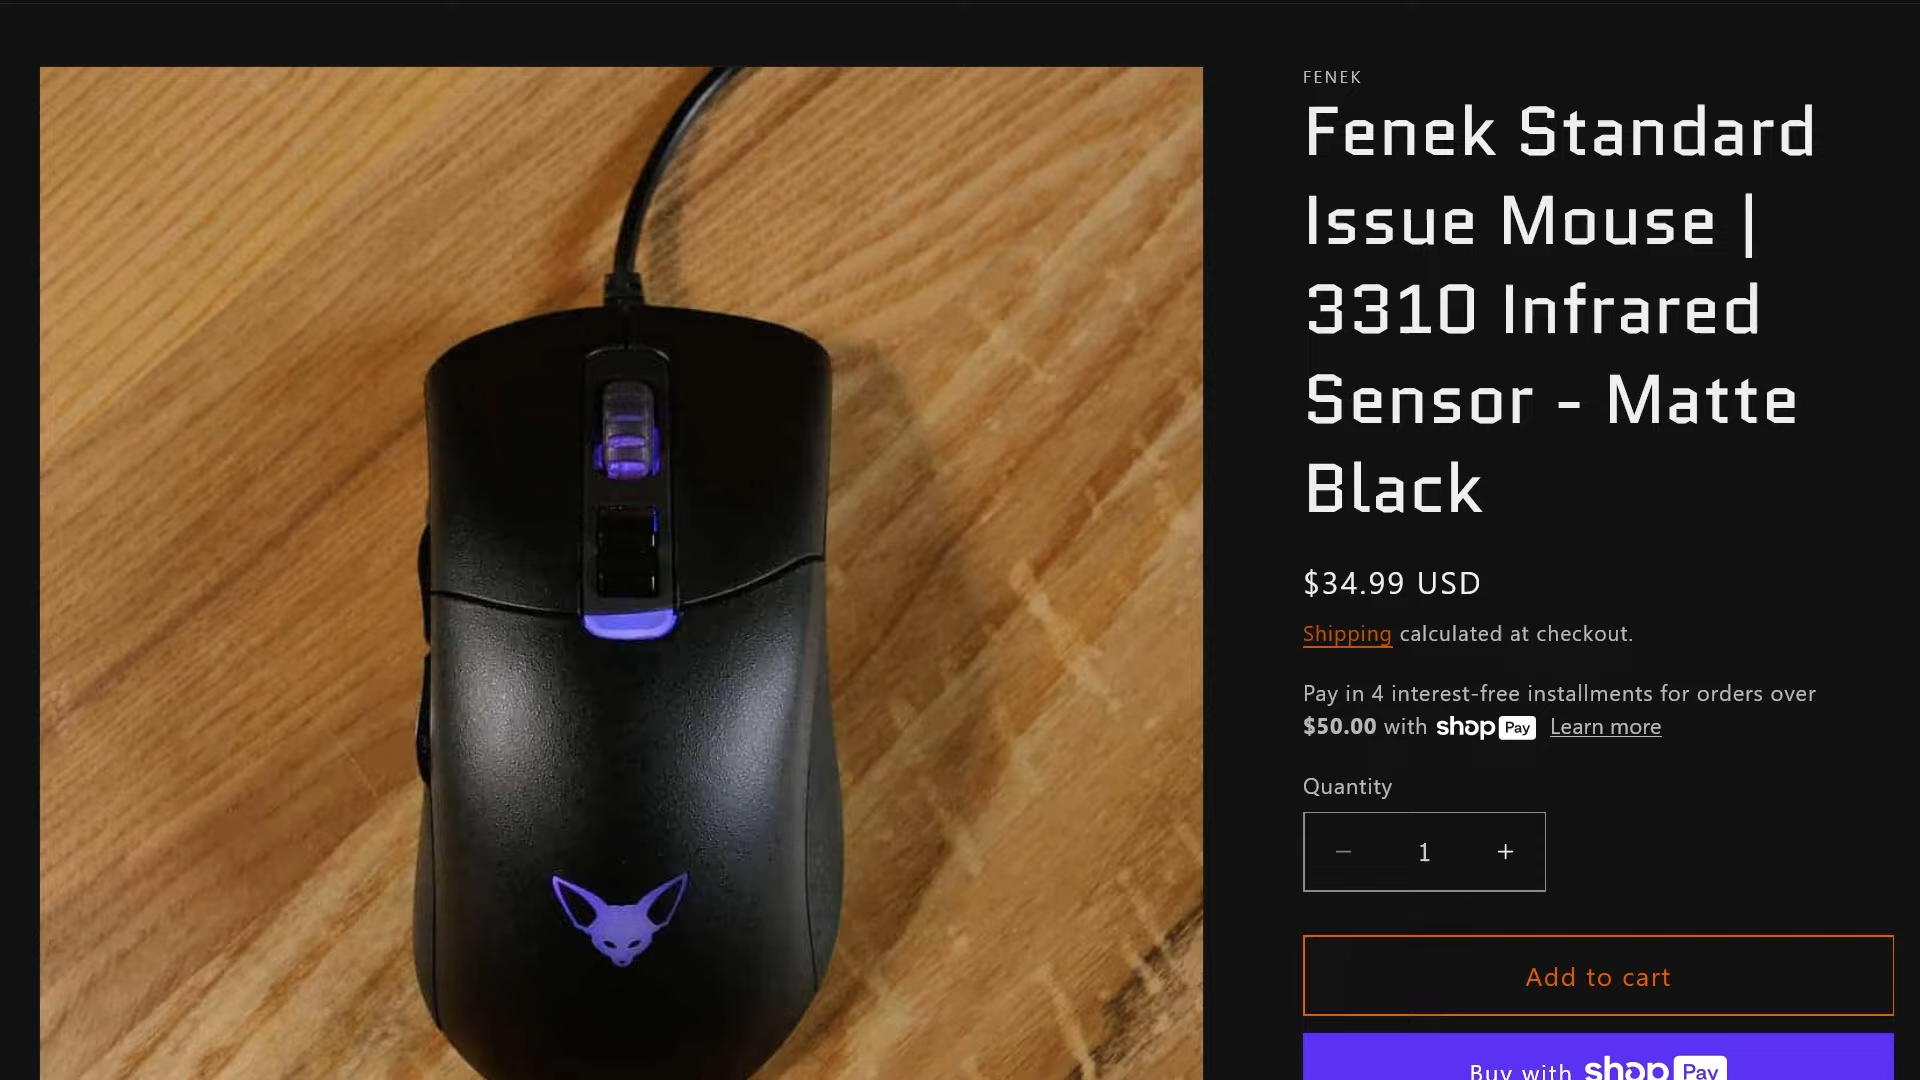 FENEK
Fenek Standard
Issue Mouse |
3310 Infrared
Sensor - Matte
Black
$34.99 USD
Shipping calculated at checkout.
Pay in 4 interest-free installments for orders over
$50.00 with shop Pay Learn more
Quantity
− 1 +
Add to cart
Buy with shop Pay